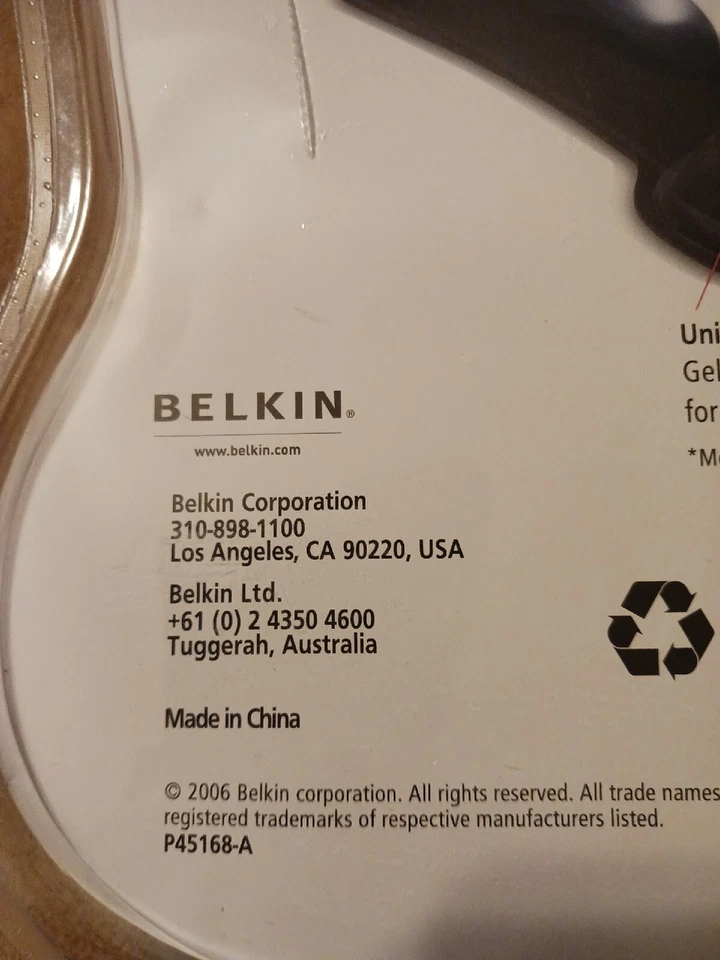 BELKIN®
www.belkin.com
Belkin Corporation
310-898-1100
Los Angeles, CA 90220, USA
Belkin Ltd.
+61 (0) 2 4350 4600
Tuggerah, Australia
Made in China
© 2006 Belkin corporation. All rights reserved. All trade names
registered trademarks of respective manufacturers listed.
P45168-A
Uni
Gel
for